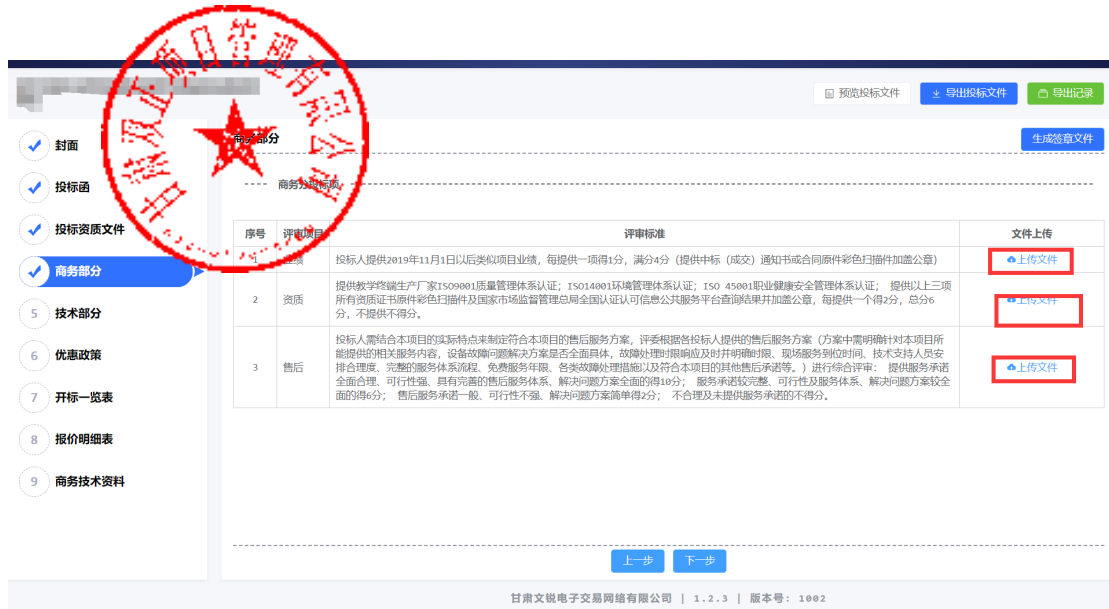 预览投标文件
导出投标文件
导出记录
封面
投标函
投标资质文件
商务部分
5 技术部分
6 优惠政策
7 开标一览表
8 报价明细表
9 商务技术资料
商务部分
生成签章文件
商务分投标项
序号 评审项目 评审标准 文件上传
1 业绩 投标人提供2019年11月1日以后类似项目业绩, 每提供一项得1分, 满分4分 (提供中标 (成交) 通知书或合同原件彩色扫描件加盖公章) 上传文件
提供教学终端生产厂家ISO9001质量管理体系认证; ISO14001环境管理体系认证; ISO 45001职业健康安全管理体系认证; 提供以上三项
2 资质 所有资质证书原件彩色扫描件及国家市场监督管理总局全国认证认可信息公共服务平台查询结果并加盖公章, 每提供一个得2分, 总分6 上传文件
分, 不提供不得分。
投标人需结合本项目的实际特点来制定符合本项目的售后服务方案, 评委根据各投标人提供的售后服务方案 (方案中需明确针对本项目所
能提供的相关服务内容, 设备故障问题解决方案是否全面具体, 故障处理时限响应及时并明确时限、现场服务到位时间、技术支持人员安
3 售后 排合理度、完整的服务体系流程、免费服务年限、各类故障处理措施以及符合本项目的其他售后承诺等。) 进行综合评审: 提供服务承诺 上传文件
全面合理、可行性强、具有完善的售后服务体系、解决问题方案全面的得10分; 服务承诺较完整、可行性及服务体系、解决问题方案较全
面的得6分; 售后服务承诺一般、可行性不强、解决问题方案简单得2分; 不合理及未提供服务承诺的不得分。
上一步 下一步
甘肃文锐电子交易网络有限公司 | 1.2.3 | 版本号: 1002
甘肃双亚项目管理有限公司